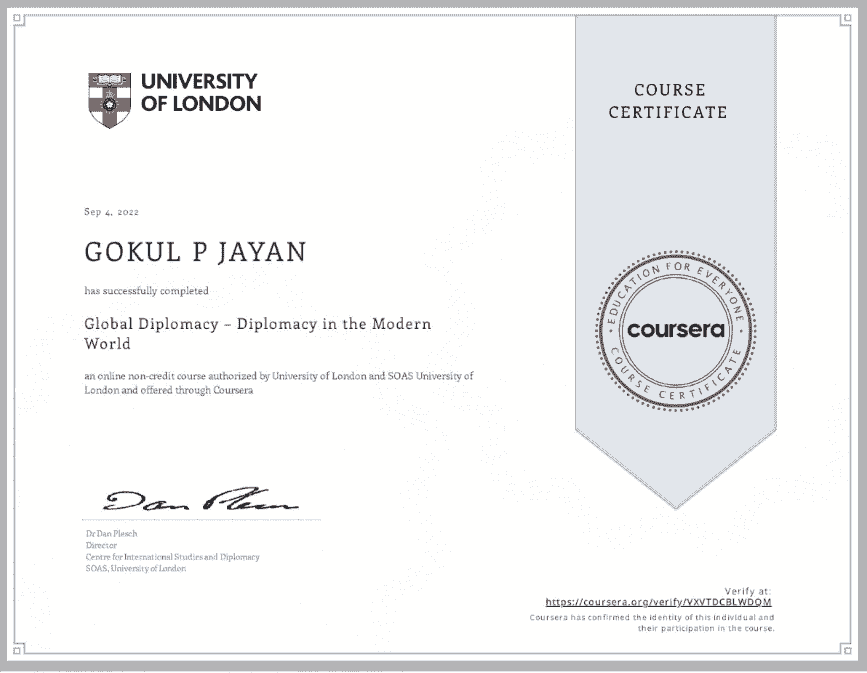 UNIVERSITY
OF LONDON
COURSE
CERTIFICATE
Sep 4, 2022
GOKUL P JAYAN
has successfully completed
Global Diplomacy – Diplomacy in the Modern
World
an online non-credit course authorized by University of London and SOAS University of
London and offered through Coursera
EDUCATION FOR EVERYONE
coursera
COURSE CERTIFICATE
Dan Plesch
Dr Dan Plesch
Director
Centre for International Studies and Diplomacy
SOAS, University of London
Verify at:
https://coursera.org/verify/VXVTDCBLWDQM
Coursera has confirmed the identity of this individual and
their participation in the course.